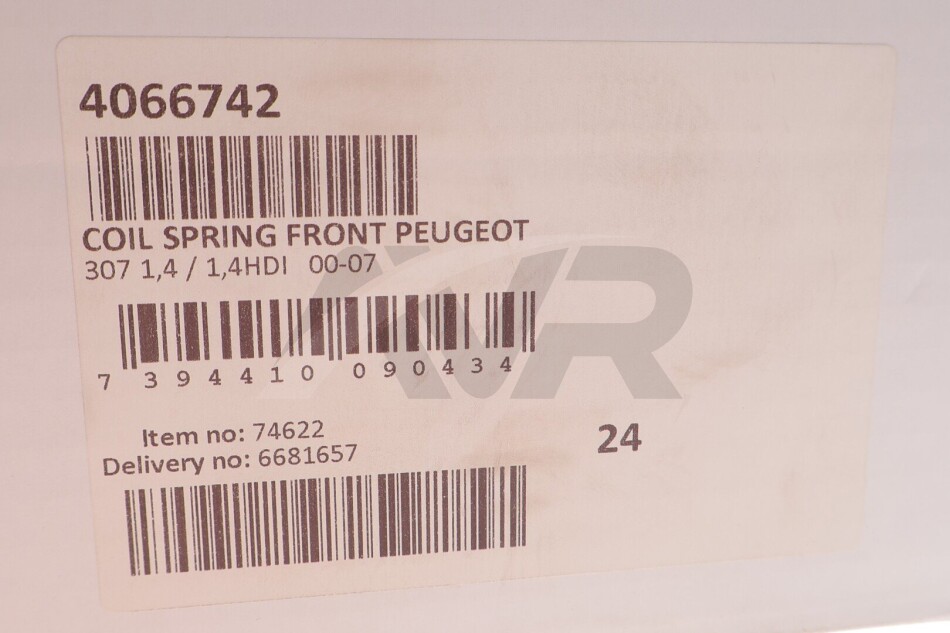 4066742
COIL SPRING FRONT PEUGEOT
307 1,4 / 1,4HDI 00-07
7 394410 090434
Item no: 74622
Delivery no: 6681657
24
AVR